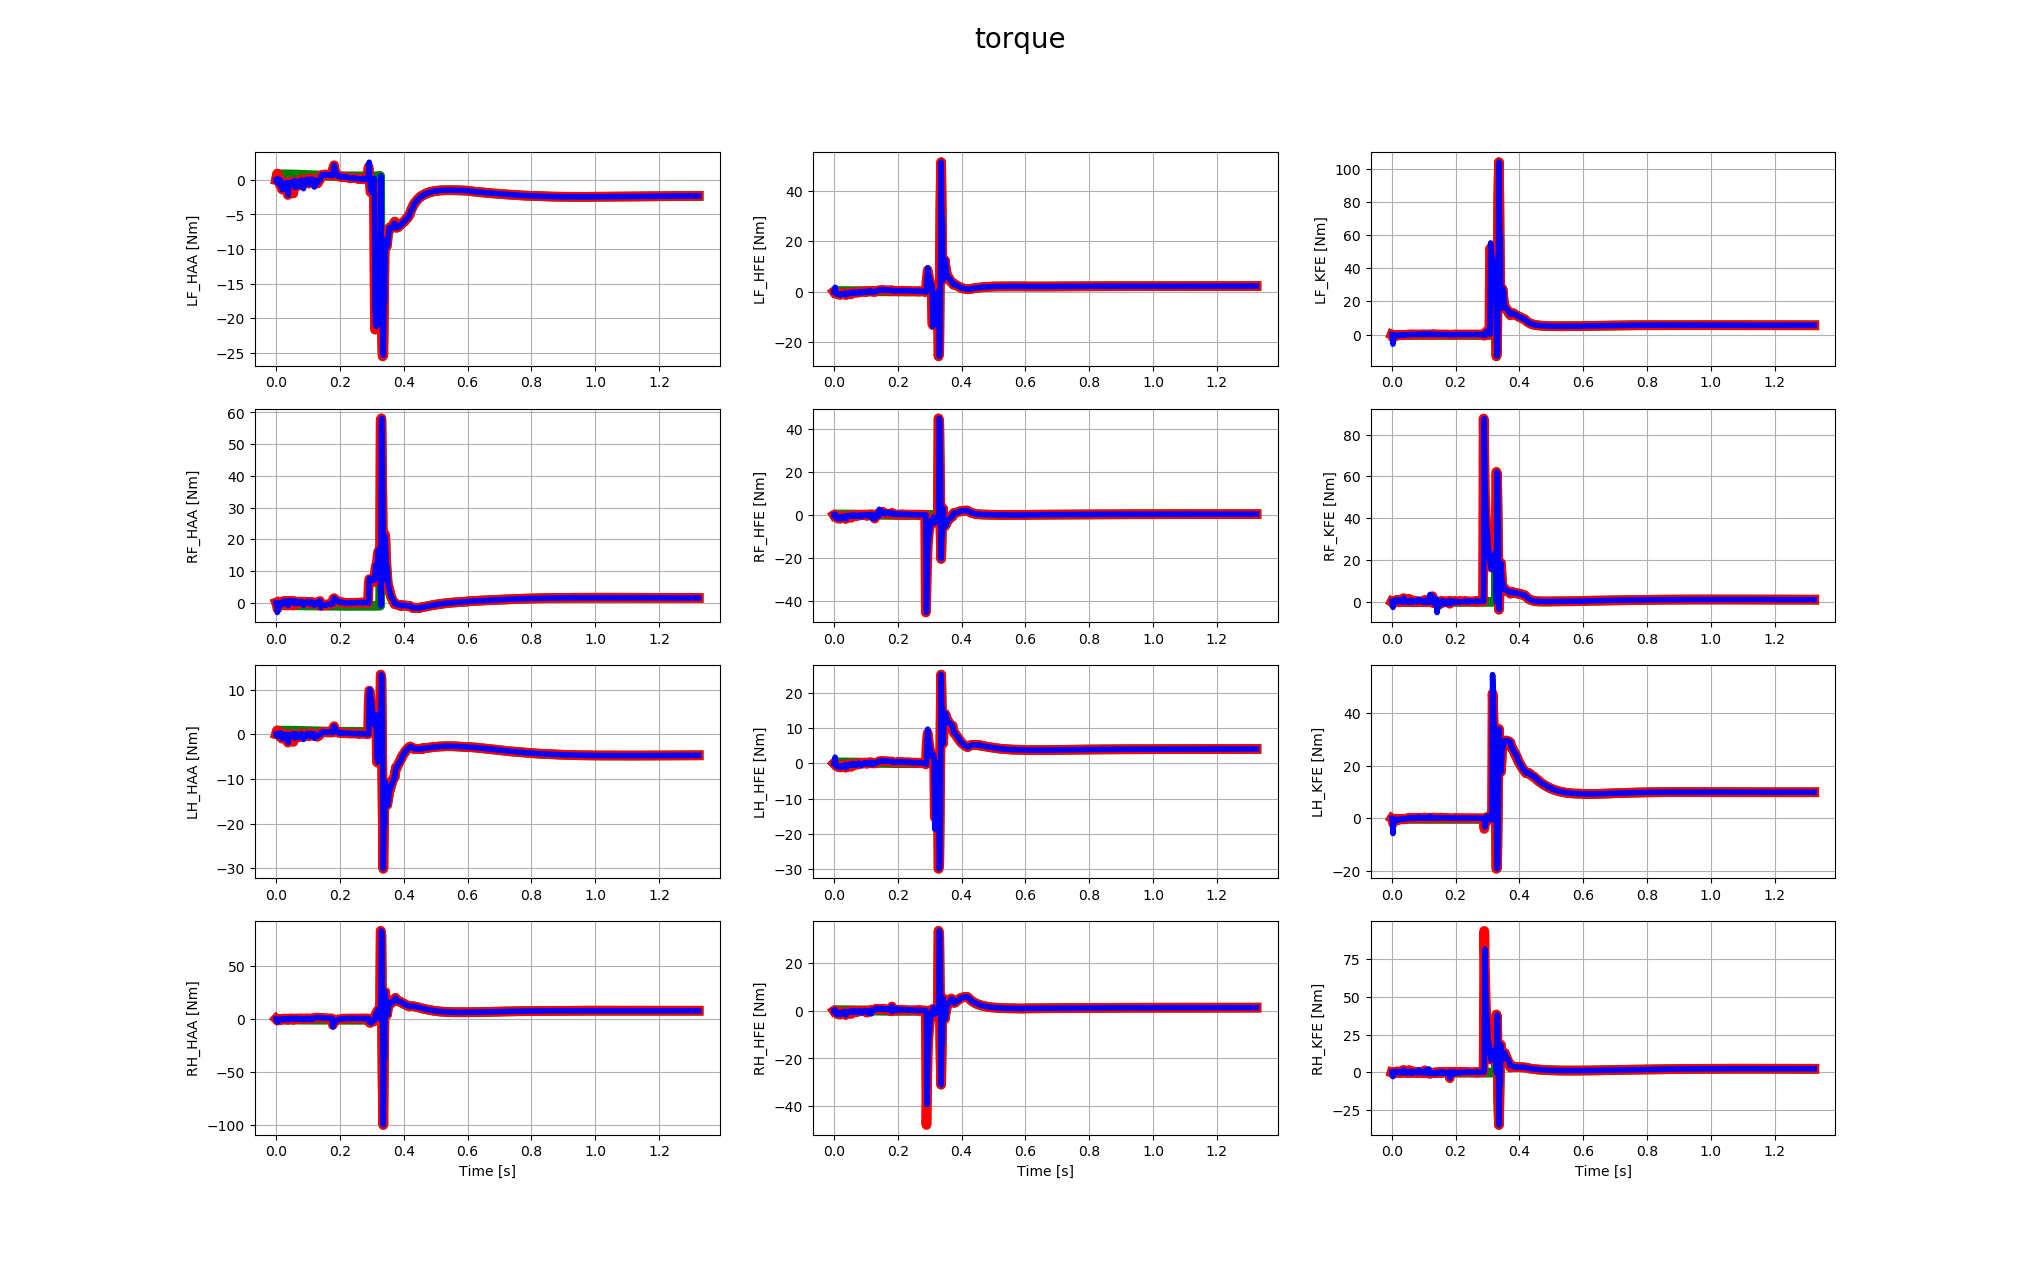 torque
LF_HAA [Nm]
0
−5
−10
−15
−20
−25
0.0 0.2 0.4 0.6 0.8 1.0 1.2
LF_HFE [Nm]
40
20
0
−20
0.0 0.2 0.4 0.6 0.8 1.0 1.2
LF_KFE [Nm]
100
80
60
40
20
0
0.0 0.2 0.4 0.6 0.8 1.0 1.2
RF_HAA [Nm]
60
50
40
30
20
10
0
0.0 0.2 0.4 0.6 0.8 1.0 1.2
RF_HFE [Nm]
40
20
0
−20
−40
0.0 0.2 0.4 0.6 0.8 1.0 1.2
RF_KFE [Nm]
80
60
40
20
0
0.0 0.2 0.4 0.6 0.8 1.0 1.2
LH_HAA [Nm]
10
0
−10
−20
−30
0.0 0.2 0.4 0.6 0.8 1.0 1.2
LH_HFE [Nm]
20
10
0
−10
−20
−30
0.0 0.2 0.4 0.6 0.8 1.0 1.2
LH_KFE [Nm]
40
20
0
−20
0.0 0.2 0.4 0.6 0.8 1.0 1.2
RH_HAA [Nm]
50
0
−50
−100
0.0 0.2 0.4 0.6 0.8 1.0 1.2
Time [s]
RH_HFE [Nm]
20
0
−20
−40
0.0 0.2 0.4 0.6 0.8 1.0 1.2
Time [s]
RH_KFE [Nm]
75
50
25
0
−25
0.0 0.2 0.4 0.6 0.8 1.0 1.2
Time [s]